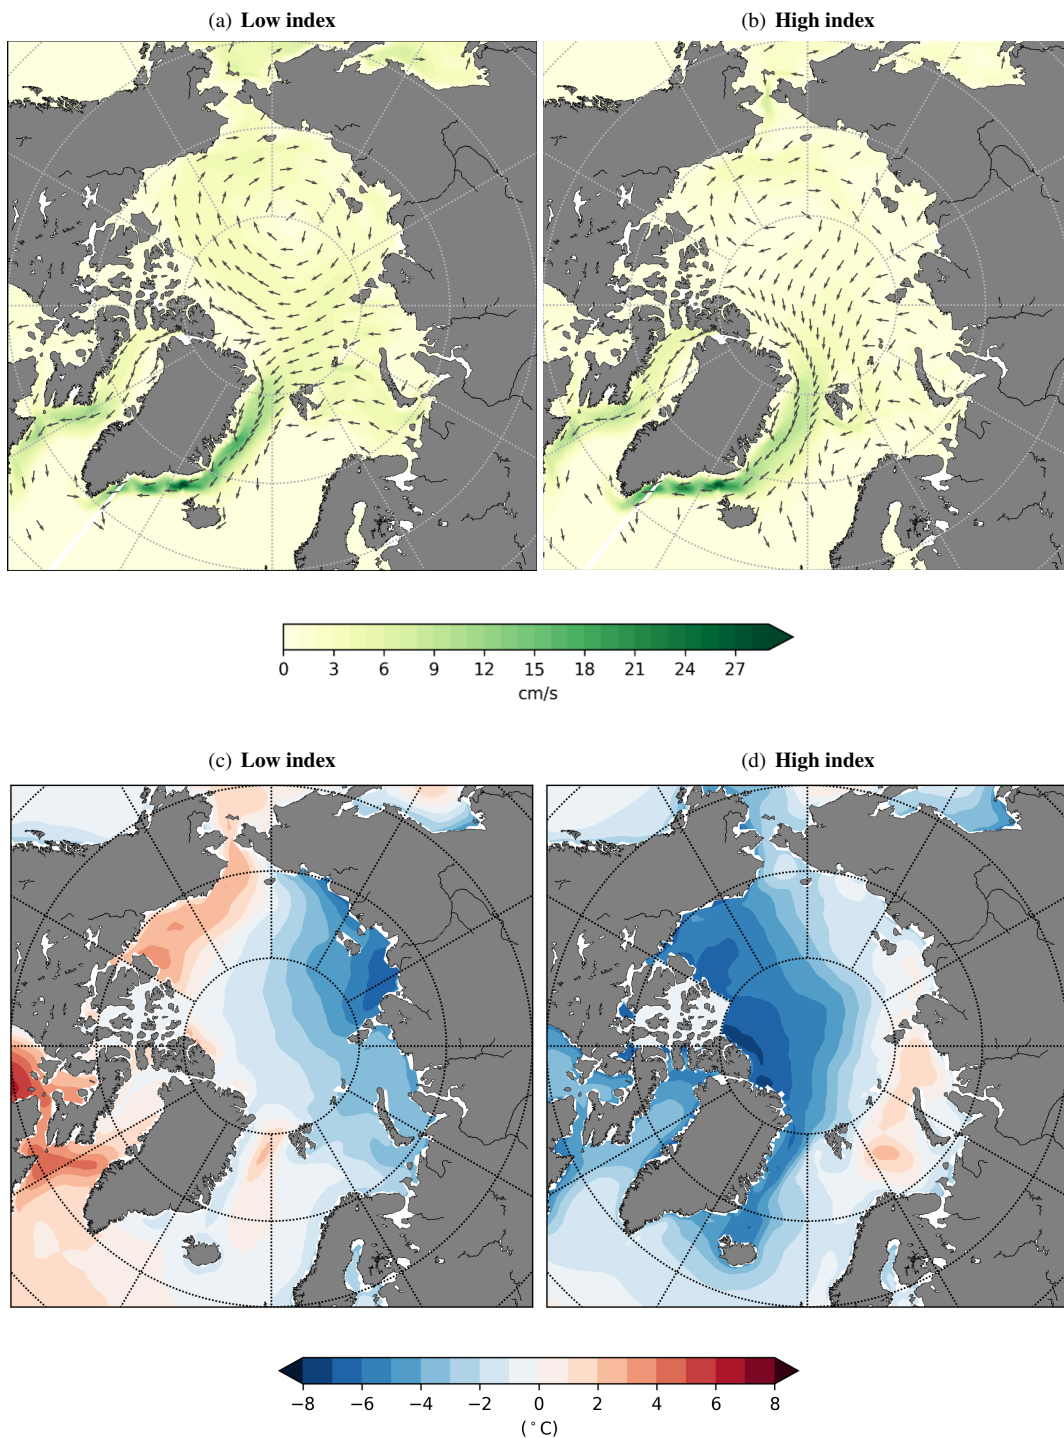 (a) Low index
(b) High index
0 3 6 9 12 15 18 21 24 27
cm/s
(c) Low index
(d) High index
−8 −6 −4 −2 0 2 4 6 8
(°C)